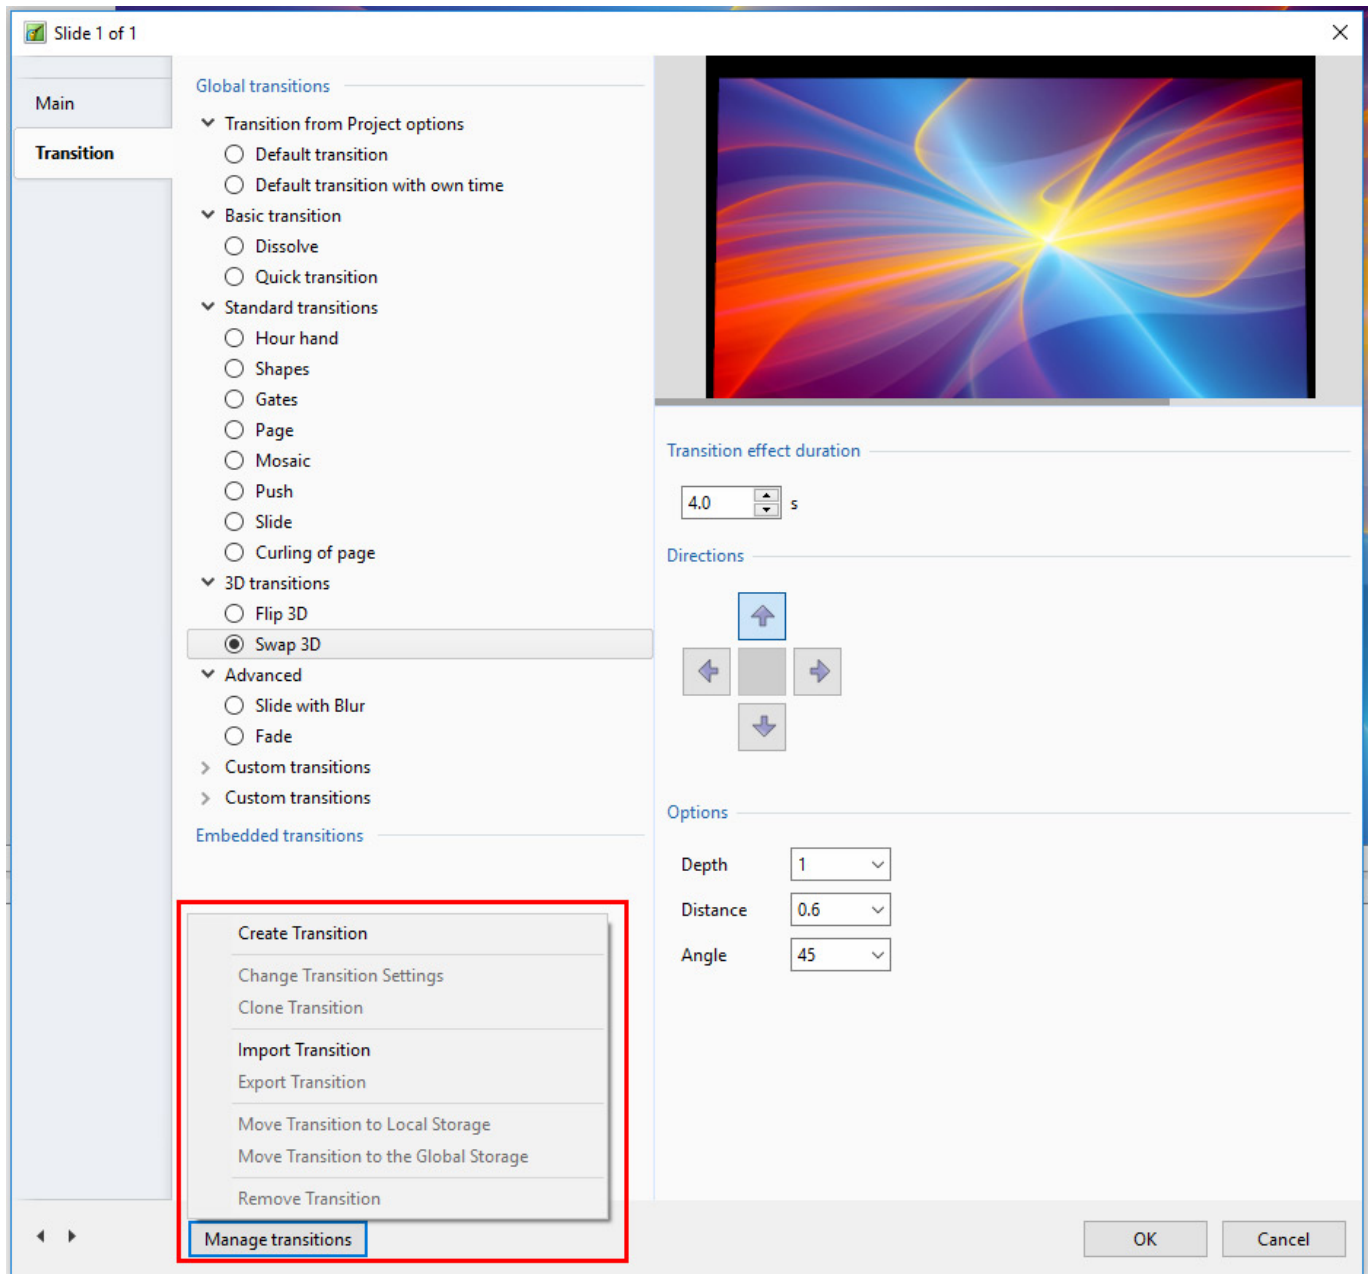 Slide 1 of 1
Main
Transition
Global transitions
Transition from Project options
Default transition
Default transition with own time
Basic transition
Dissolve
Quick transition
Standard transitions
Hour hand
Shapes
Gates
Page
Mosaic
Push
Slide
Curling of page
3D transitions
Flip 3D
Swap 3D
Advanced
Slide with Blur
Fade
Custom transitions
Custom transitions
Embedded transitions
Create Transition
Change Transition Settings
Clone Transition
Import Transition
Export Transition
Move Transition to Local Storage
Move Transition to the Global Storage
Remove Transition
Manage transitions
Transition effect duration
4.0 s
Directions
Options
Depth 1
Distance 0.6
Angle 45
OK Cancel